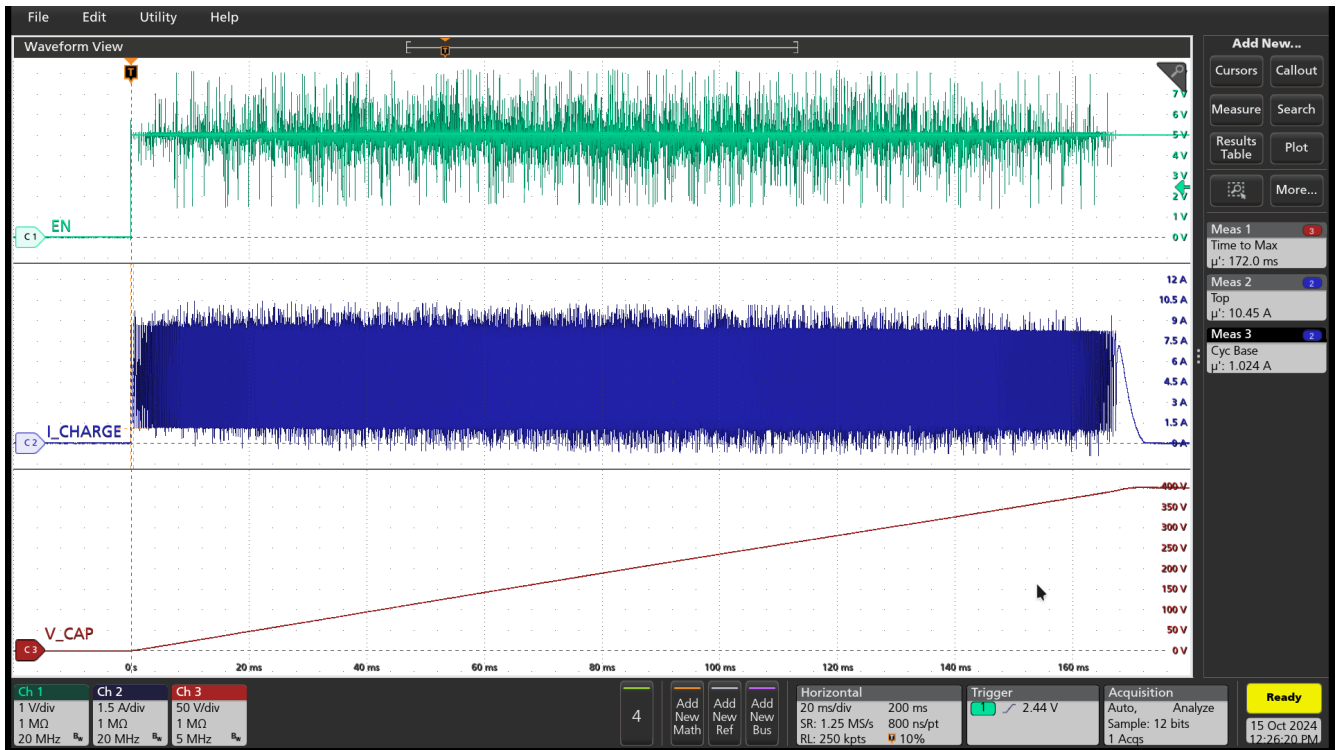 File Edit Utility Help
Waveform View
Add New...
Cursors Callout
Measure Search
Results Table Plot
More...
T
T
7 V
6 V
5 V
4 V
3 V
2 V
1 V
0 V
C 1 EN
12 A
10.5 A
9 A
7.5 A
6 A
4.5 A
3 A
1.5 A
0 A
C 2 I_CHARGE
400 V
350 V
300 V
250 V
200 V
150 V
100 V
50 V
0 V
C 3 V_CAP
0 s 20 ms 40 ms 60 ms 80 ms 100 ms 120 ms 140 ms 160 ms
Meas 1 3
Time to Max
µ': 172.0 ms
Meas 2 2
Top
µ': 10.45 A
Meas 3 2
Cyc Base
µ': 1.024 A
Ch 1
1 V/div
1 MΩ
20 MHz Bw
Ch 2
1.5 A/div
1 MΩ
20 MHz Bw
Ch 3
50 V/div
1 MΩ
5 MHz Bw
4
Add New Math
Add New Ref
Add New Bus
Horizontal
20 ms/div 200 ms
SR: 1.25 MS/s 800 ns/pt
RL: 250 kpts T 10%
Trigger
1 2.44 V
Acquisition
Auto, Analyze
Sample: 12 bits
1 Acqs
Ready
15 Oct 2024
12:26:20 PM